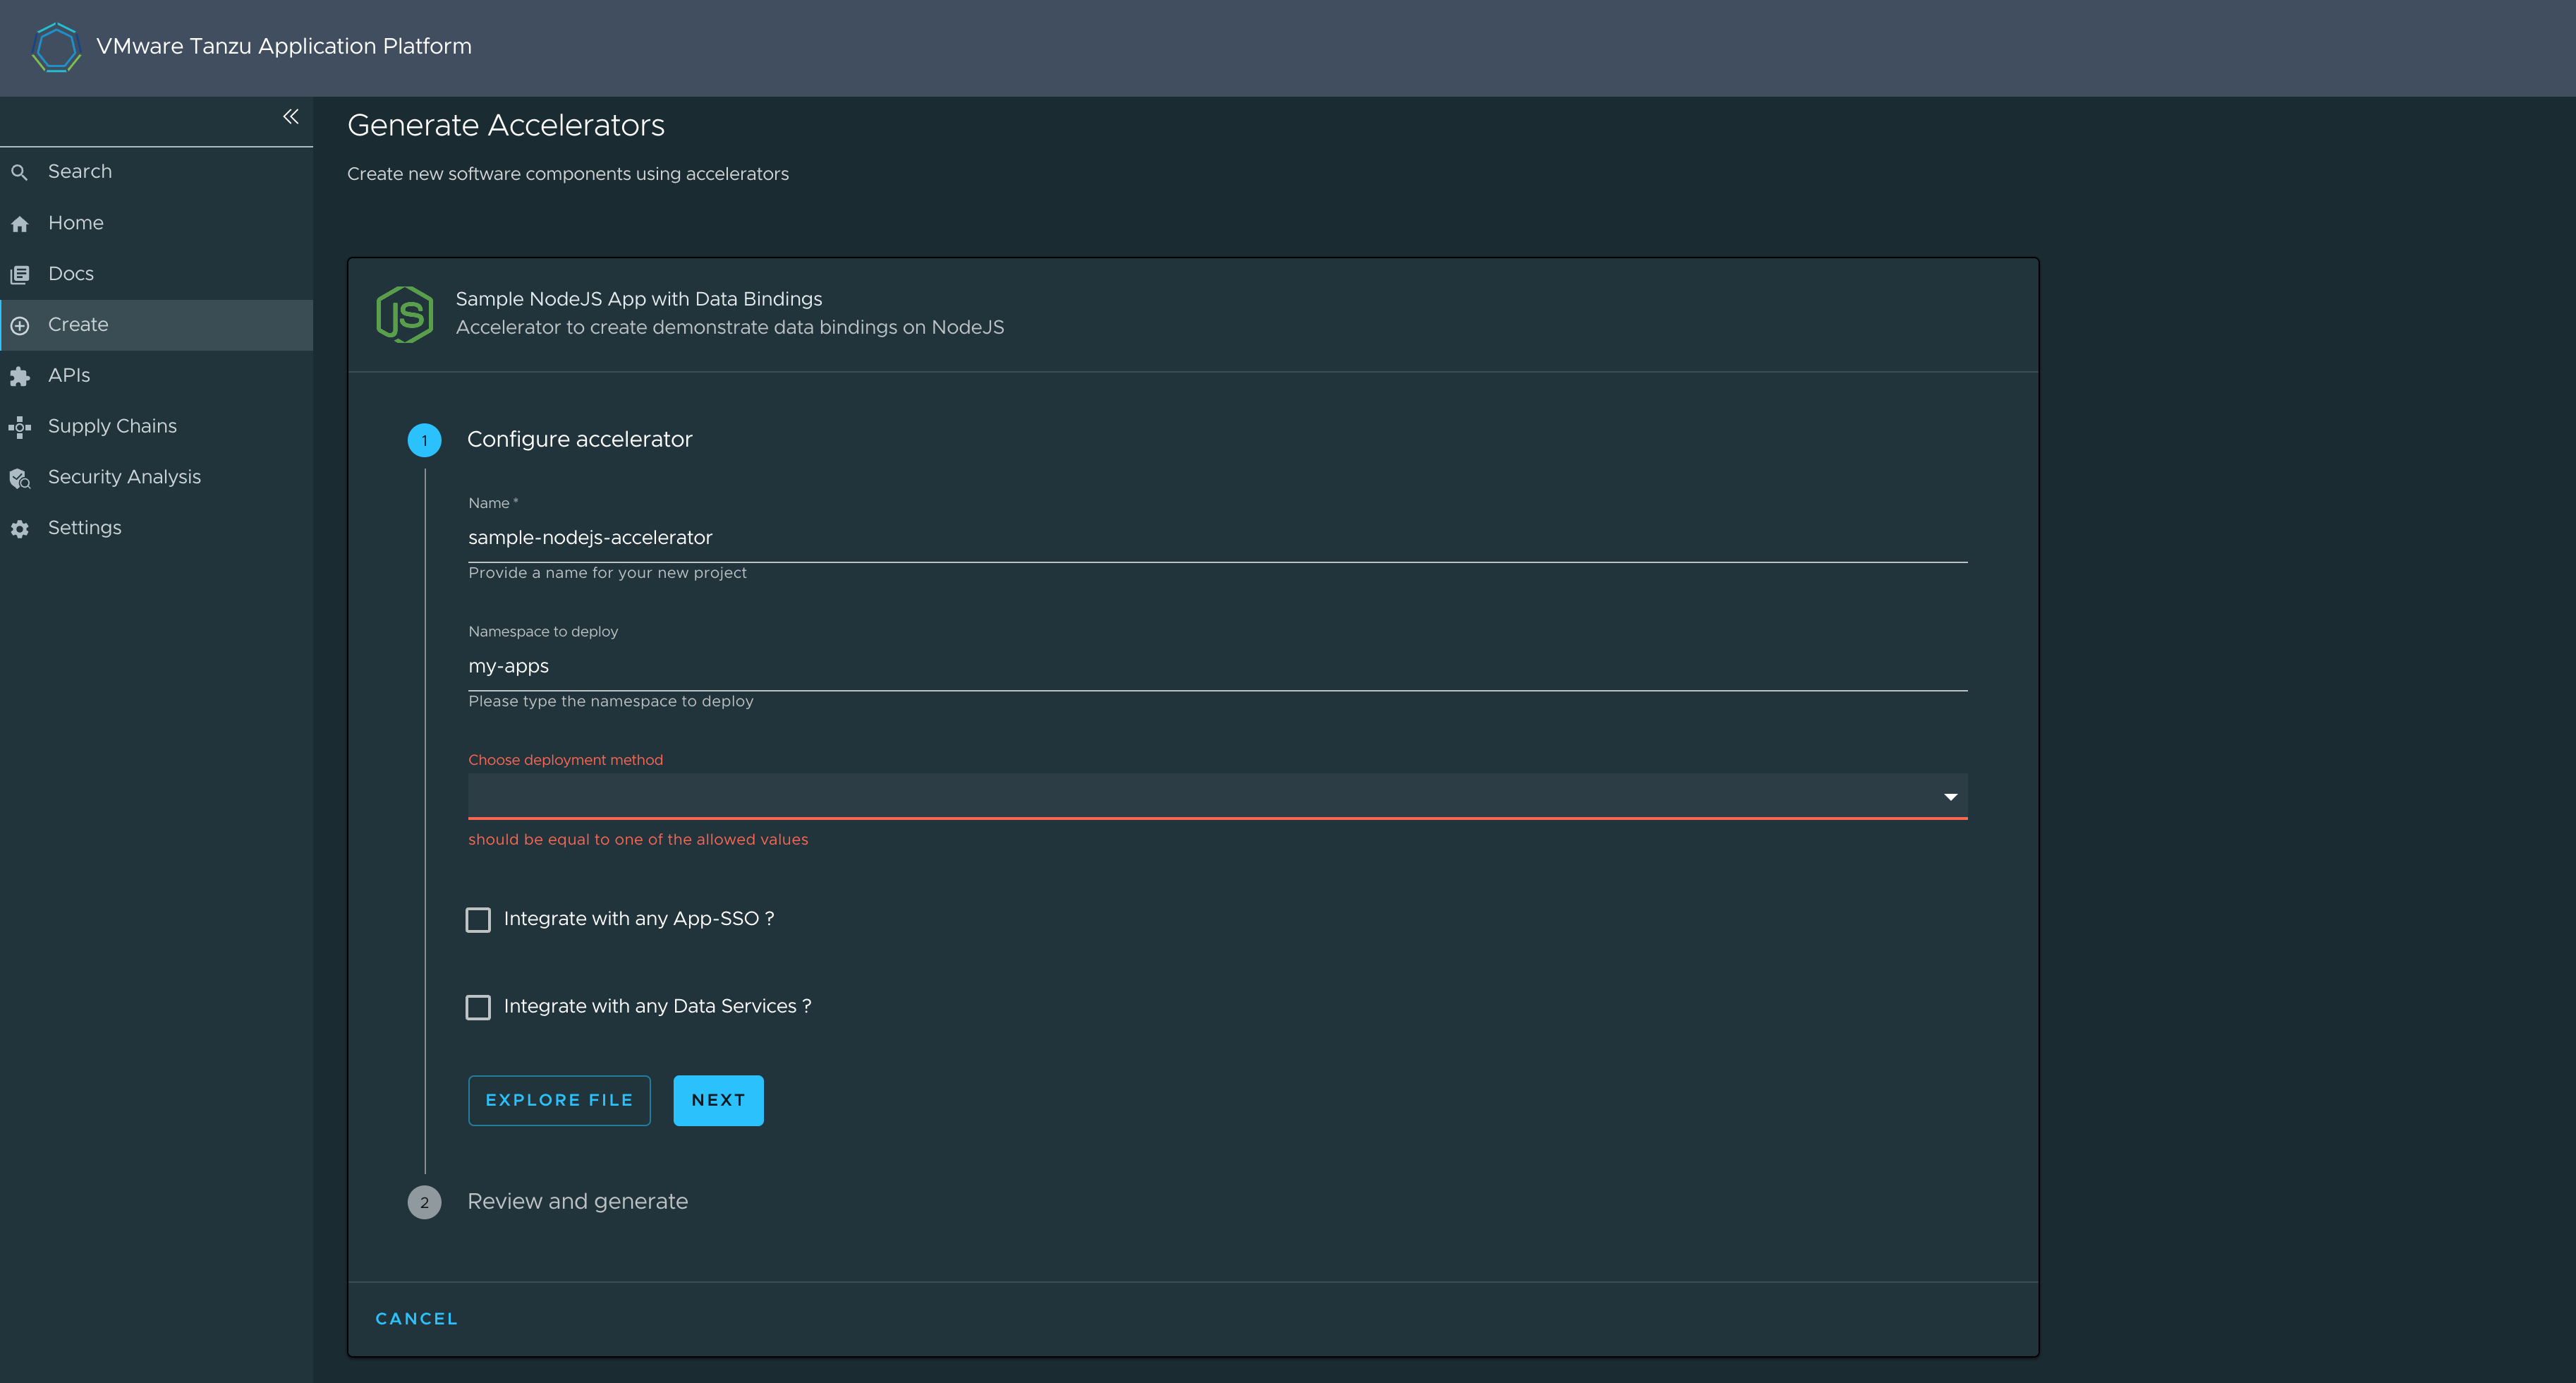 VMware Tanzu Application Platform
Search
Home
Docs
Create
APIs
Supply Chains
Security Analysis
Settings
Generate Accelerators
Create new software components using accelerators
JS
Sample NodeJS App with Data Bindings
Accelerator to create demonstrate data bindings on NodeJS
1 Configure accelerator
Name *
sample-nodejs-accelerator
Provide a name for your new project
Namespace to deploy
my-apps
Please type the namespace to deploy
Choose deployment method
should be equal to one of the allowed values
Integrate with any App-SSO ?
Integrate with any Data Services ?
EXPLORE FILE NEXT
2 Review and generate
CANCEL